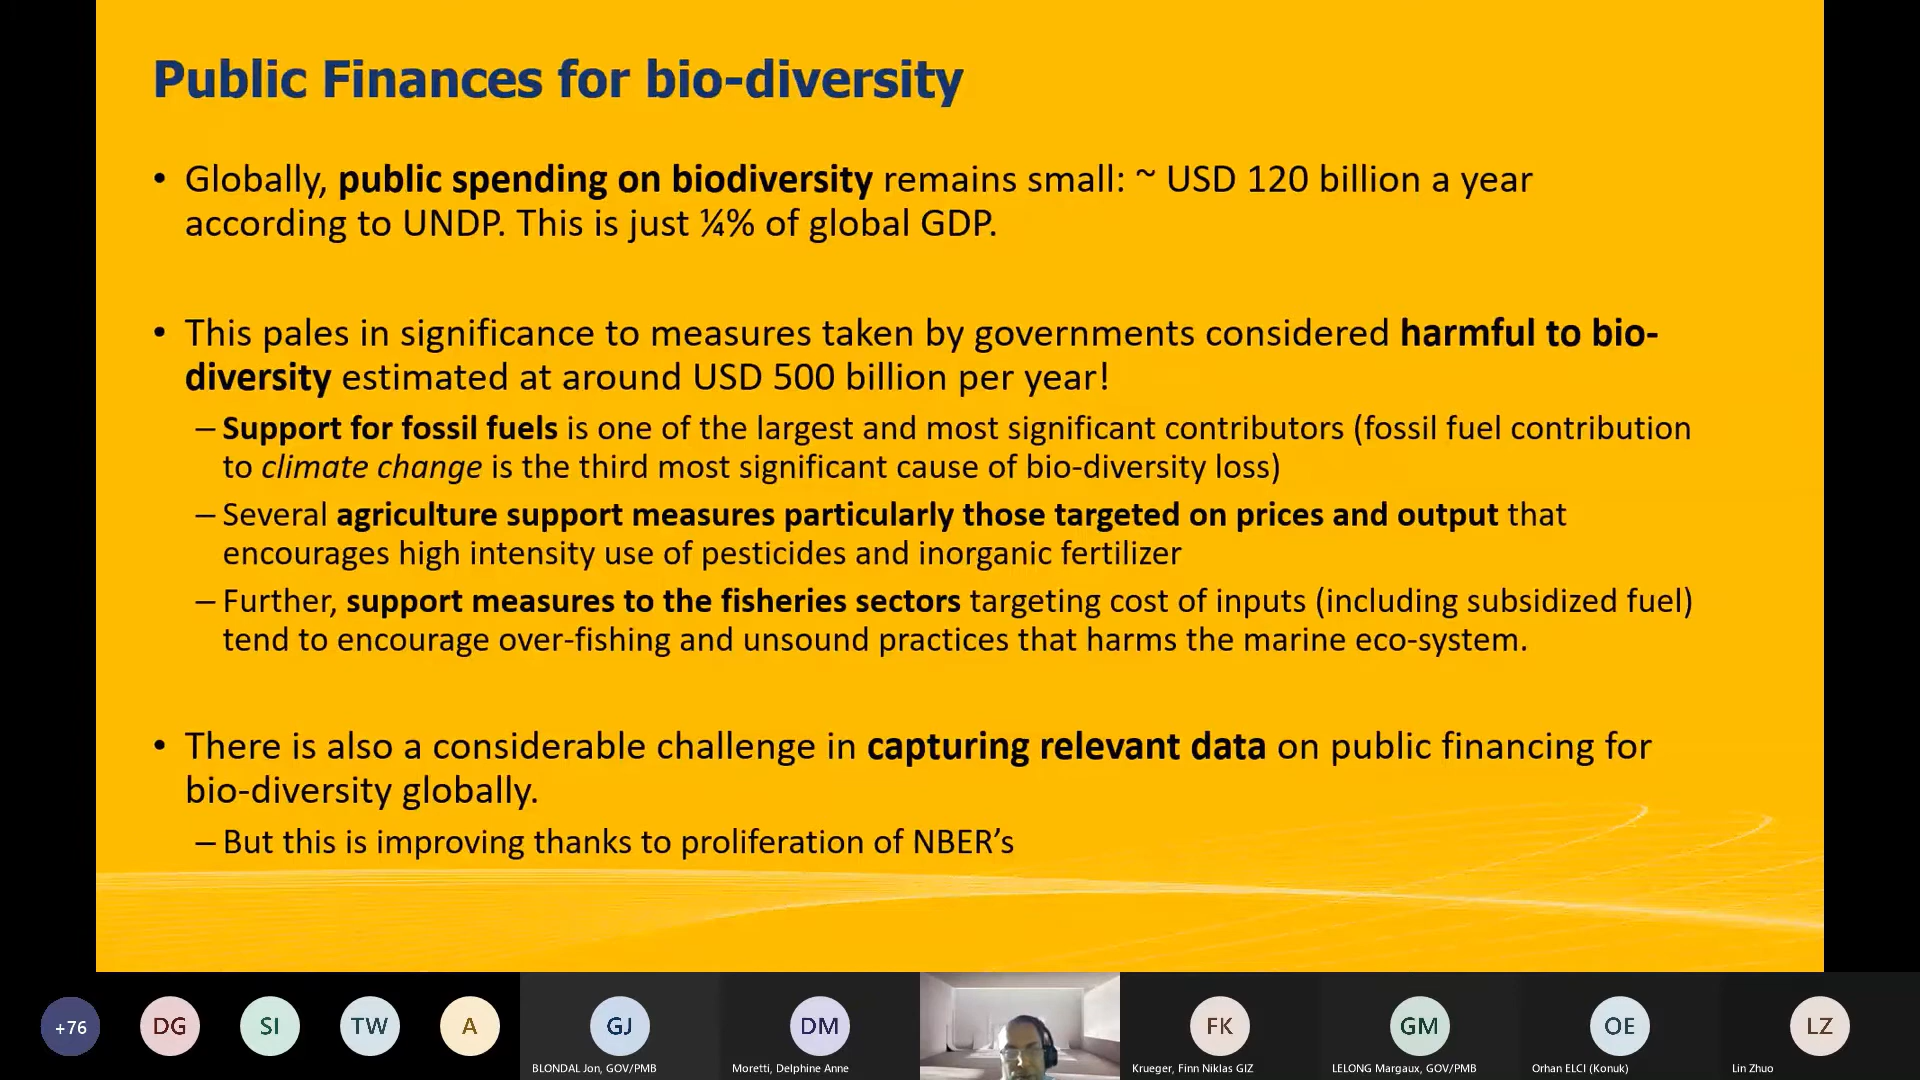 Public Finances for bio-diversity
• Globally, public spending on biodiversity remains small: ~ USD 120 billion a year
according to UNDP. This is just ¼% of global GDP.
• This pales in significance to measures taken by governments considered harmful to bio-
diversity estimated at around USD 500 billion per year!
– Support for fossil fuels is one of the largest and most significant contributors (fossil fuel contribution
to climate change is the third most significant cause of bio-diversity loss)
– Several agriculture support measures particularly those targeted on prices and output that
encourages high intensity use of pesticides and inorganic fertilizer
– Further, support measures to the fisheries sectors targeting cost of inputs (including subsidized fuel)
tend to encourage over-fishing and unsound practices that harms the marine eco-system.
• There is also a considerable challenge in capturing relevant data on public financing for
bio-diversity globally.
– But this is improving thanks to proliferation of NBER’s
+76 DG SI TW A GJ DM FK GM OE LZ
BLONDAL Jon, GOV/PMB Moretti, Delphine Anne Krueger, Finn Niklas GIZ LELONG Margaux, GOV/PMB Orhan ELCI (Konuk) Lin Zhuo